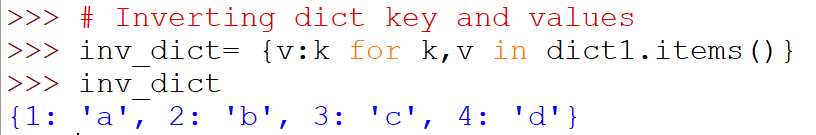 >>> # Inverting dict key and values
>>> inv_dict= {v:k for k,v in dict1.items()}
>>> inv_dict
{1: 'a', 2: 'b', 3: 'c', 4: 'd'}